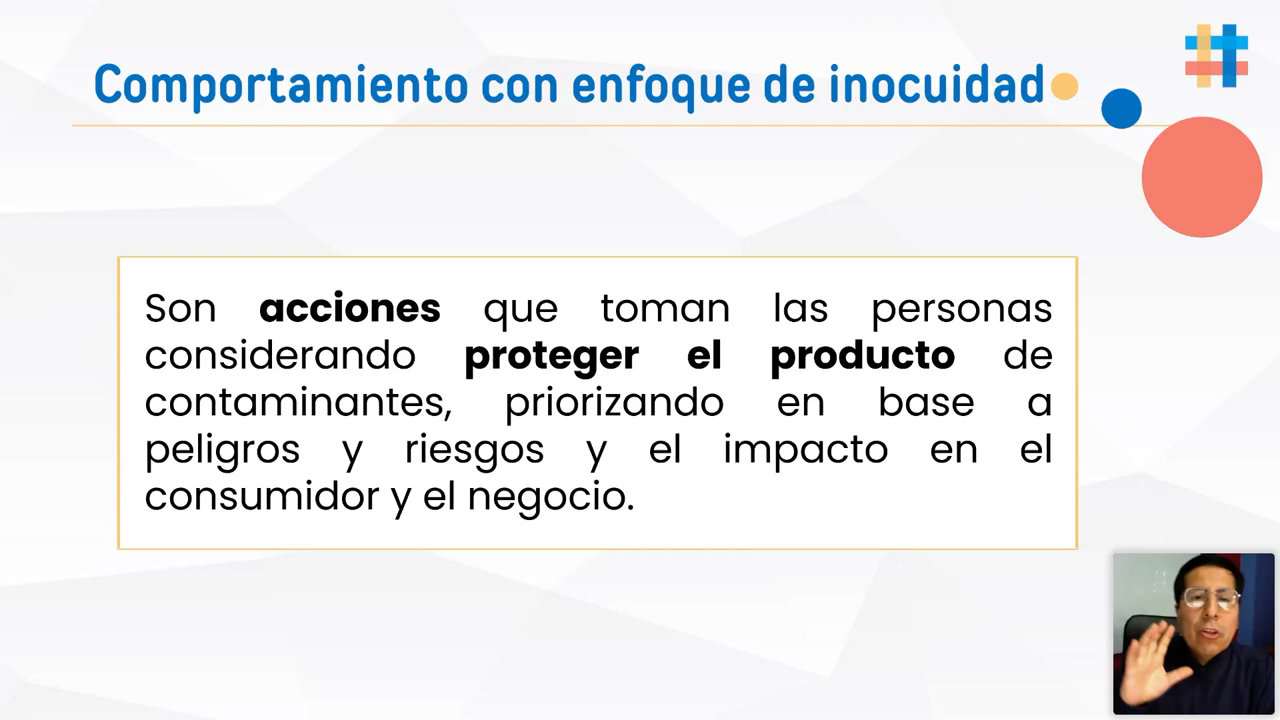 Comportamiento con enfoque de inocuidad
Son acciones que toman las personas
considerando proteger el producto de
contaminantes, priorizando en base a
peligros y riesgos y el impacto en el
consumidor y el negocio.